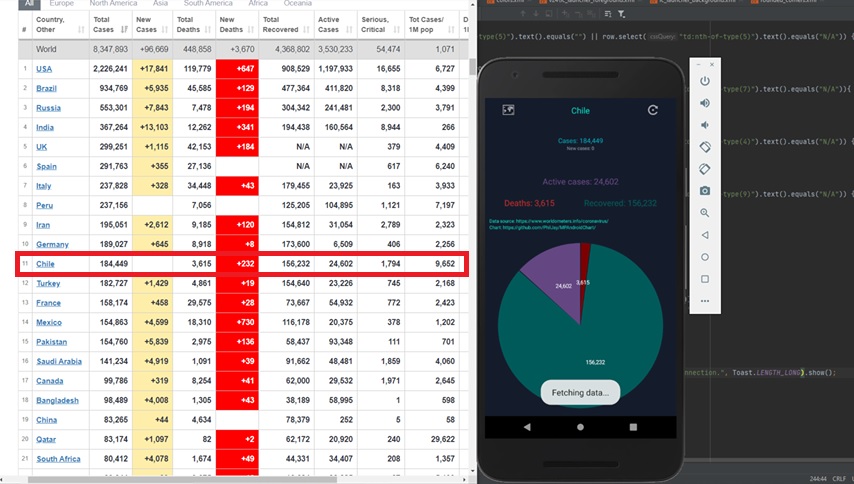 All Europe North America Asia South America Africa Oceania
# Country, Other Total Cases New Cases Total Deaths New Deaths Total Recovered Active Cases Serious, Critical Tot Cases/ 1M pop
World 8,347,893 +96,669 448,858 +3,670 4,368,802 3,530,233 54,474 1,071
1 USA 2,226,241 +17,841 119,779 +647 908,529 1,197,933 16,655 6,727
2 Brazil 934,769 +5,935 45,585 +129 477,364 411,820 8,318 4,399
3 Russia 553,301 +7,843 7,478 +194 304,342 241,481 2,300 3,791
4 India 367,264 +13,103 12,262 +341 194,438 160,564 8,944 266
5 UK 299,251 +1,115 42,153 +184 N/A N/A 379 4,409
6 Spain 291,763 +355 27,136 N/A N/A 617 6,240
7 Italy 237,828 +328 34,448 +43 179,455 23,925 163 3,933
8 Peru 237,156 7,056 125,205 104,895 1,121 7,197
9 Iran 195,051 +2,612 9,185 +120 154,812 31,054 2,789 2,323
10 Germany 189,027 +645 8,918 +8 173,600 6,509 406 2,256
11 Chile 184,449 3,615 +232 156,232 24,602 1,794 9,652
12 Turkey 182,727 +1,429 4,861 +19 154,640 23,226 745 2,168
13 France 158,174 +458 29,575 +28 73,667 54,932 772 2,423
14 Mexico 154,863 +4,599 18,310 +730 116,178 20,375 378 1,202
15 Pakistan 154,760 +5,839 2,975 +136 58,437 93,348 111 701
16 Saudi Arabia 141,234 +4,919 1,091 +39 91,662 48,481 1,859 4,060
17 Canada 99,786 +319 8,254 +41 62,000 29,532 1,971 2,645
18 Bangladesh 98,489 +4,008 1,305 +43 38,189 58,995 1 598
19 China 83,265 +44 4,634 78,379 252 5 58
20 Qatar 83,174 +1,097 82 +2 62,172 20,920 240 29,622
21 South Africa 80,412 +4,078 1,674 +49 44,331 34,407 208 1,357
type(5)").text().equals("") || row.select( cssQuery: "td:nth-of-type(5)").text().equals("N/A")) {
-type(7)").text().equals("N/A")){
-type(4)").text().equals("N/A")) {
-type(9)").text().equals("N/A")) {
nnection.", Toast.LENGTH_LONG).show();
Chile
Cases: 184,449
New cases: 0
Active cases: 24,602
Deaths: 3,615 Recovered: 156,232
Data source: https://www.worldometers.info/coronavirus/
Chart: https://github.com/PhilJay/MPAndroidChart/
24,602 3,615
156,232
Fetching data...
244:44 CRLF